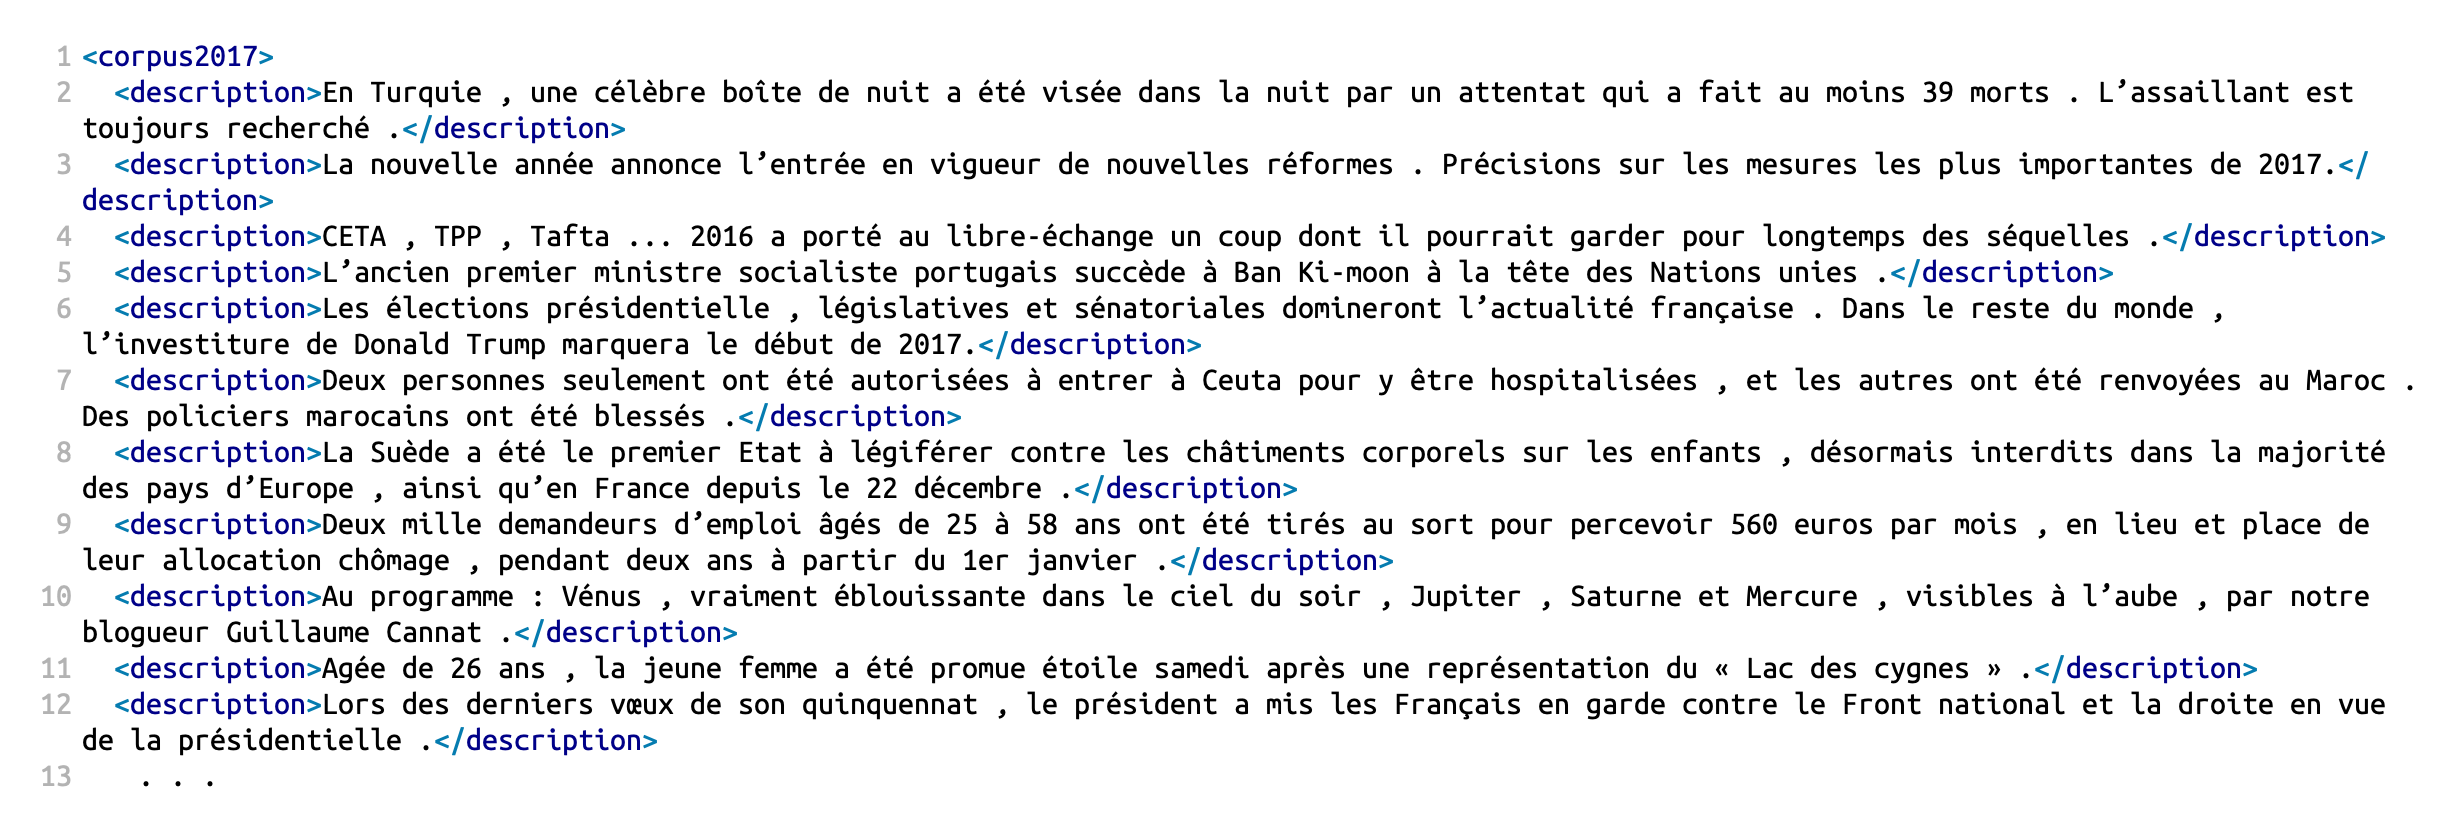 1 <corpus2017>
2 <description>En Turquie , une célèbre boîte de nuit a été visée dans la nuit par un attentat qui a fait au moins 39 morts . L’assaillant est
toujours recherché .</description>
3 <description>La nouvelle année annonce l’entrée en vigueur de nouvelles réformes . Précisions sur les mesures les plus importantes de 2017.</
description>
4 <description>CETA , TPP , Tafta ... 2016 a porté au libre-échange un coup dont il pourrait garder pour longtemps des séquelles .</description>
5 <description>L’ancien premier ministre socialiste portugais succède à Ban Ki-moon à la tête des Nations unies .</description>
6 <description>Les élections présidentielle , législatives et sénatoriales domineront l’actualité française . Dans le reste du monde ,
l’investiture de Donald Trump marquera le début de 2017.</description>
7 <description>Deux personnes seulement ont été autorisées à entrer à Ceuta pour y être hospitalisées , et les autres ont été renvoyées au Maroc .
Des policiers marocains ont été blessés .</description>
8 <description>La Suède a été le premier Etat à légiférer contre les châtiments corporels sur les enfants , désormais interdits dans la majorité
des pays d’Europe , ainsi qu’en France depuis le 22 décembre .</description>
9 <description>Deux mille demandeurs d’emploi âgés de 25 à 58 ans ont été tirés au sort pour percevoir 560 euros par mois , en lieu et place de
leur allocation chômage , pendant deux ans à partir du 1er janvier .</description>
10 <description>Au programme : Vénus , vraiment éblouissante dans le ciel du soir , Jupiter , Saturne et Mercure , visibles à l’aube , par notre
blogueur Guillaume Cannat .</description>
11 <description>Agée de 26 ans , la jeune femme a été promue étoile samedi après une représentation du « Lac des cygnes » .</description>
12 <description>Lors des derniers vœux de son quinquennat , le président a mis les Français en garde contre le Front national et la droite en vue
de la présidentielle .</description>
13 . . .